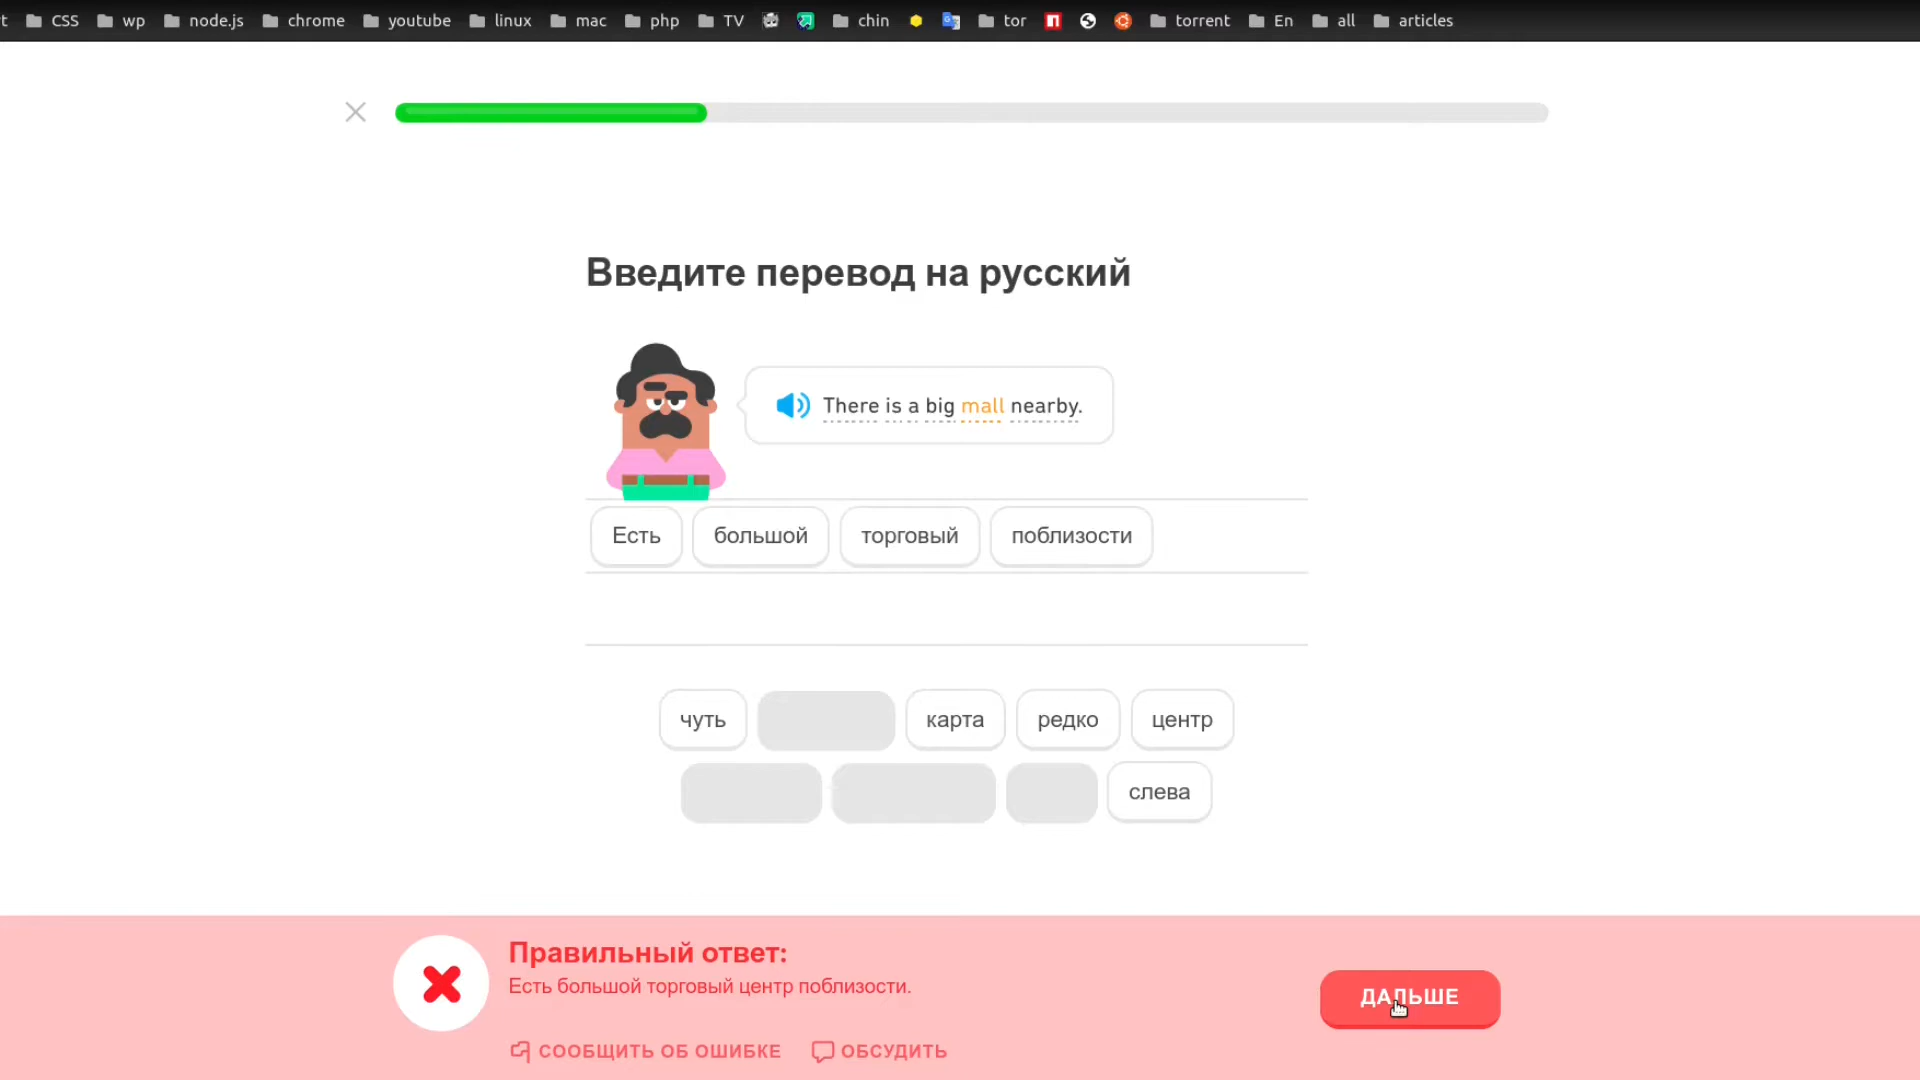 t CSS wp node.js chrome youtube linux mac php TV chin tor torrent En all articles
Введите перевод на русский
There is a big mall nearby.
Есть большой торговый поблизости
чуть карта редко центр
слева
Правильный ответ:
Есть большой торговый центр поблизости.
ДАЛЬШЕ
СООБЩИТЬ ОБ ОШИБКЕ ОБСУДИТЬ